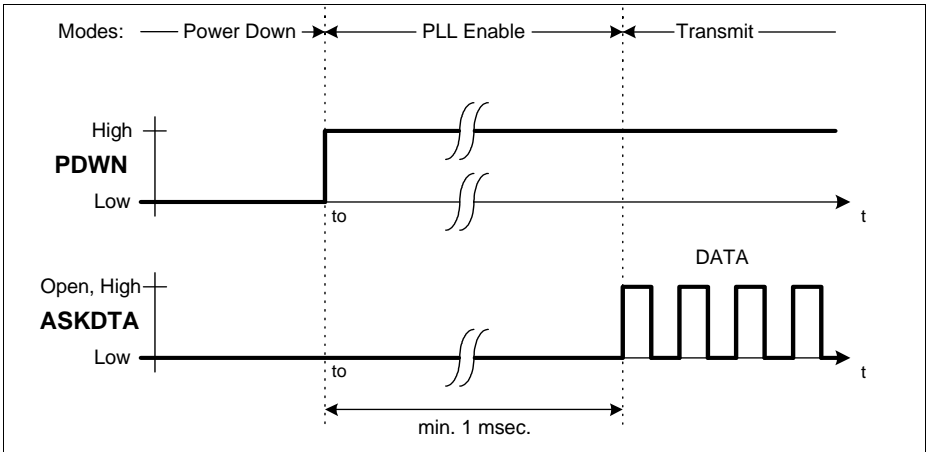 Modes: Power Down PLL Enable Transmit
High
PDWN
Low
to
t
DATA
Open, High
ASKDTA
Low
to
t
min. 1 msec.